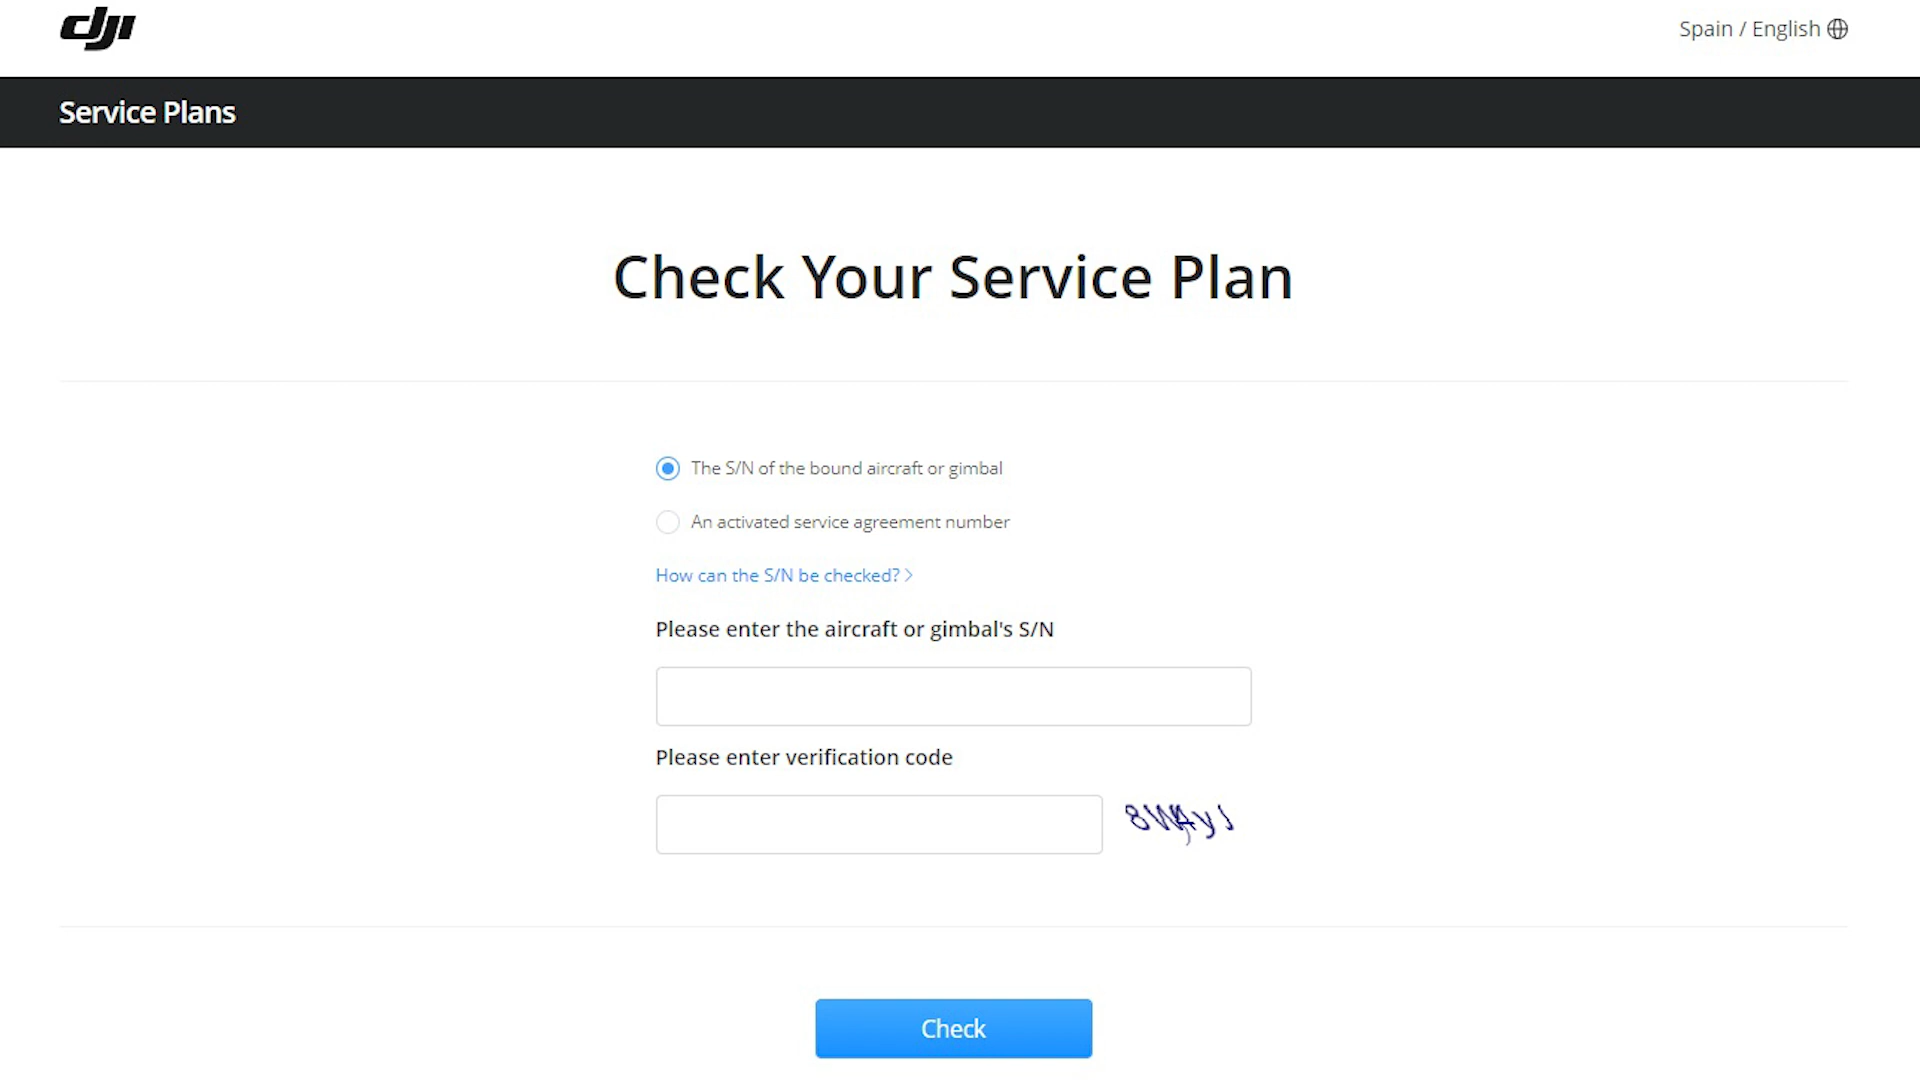 dji
Spain / English
Service Plans
Check Your Service Plan
The S/N of the bound aircraft or gimbal
An activated service agreement number
How can the S/N be checked? >
Please enter the aircraft or gimbal's S/N
Please enter verification code
Check